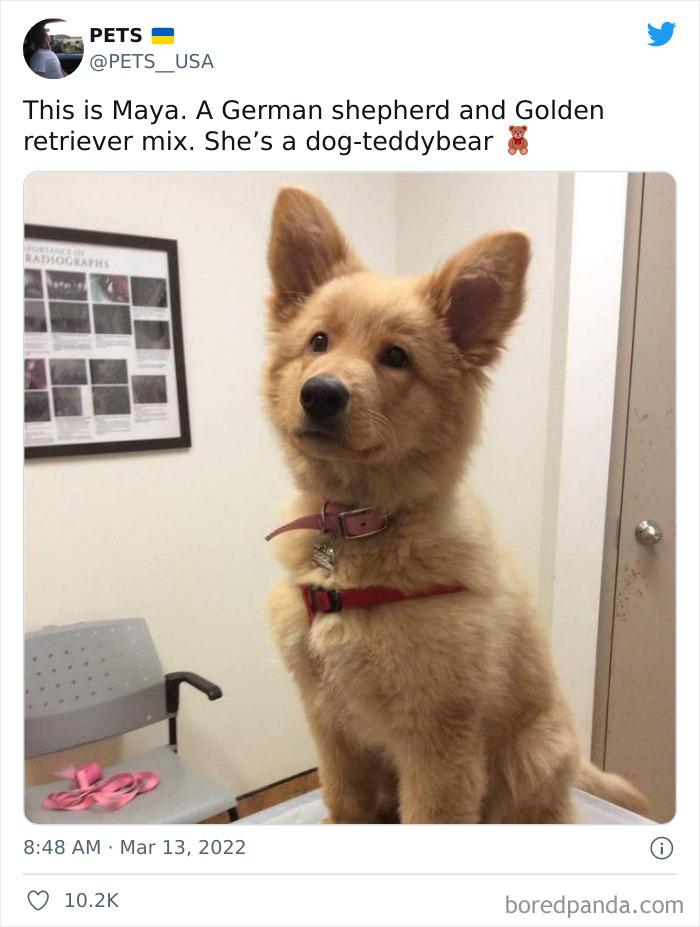 PETS 🇺🇦
@PETS__USA
This is Maya. A German shepherd and Golden
retriever mix. She’s a dog-teddybear 🧸
RADIOGRAPHS
8:48 AM · Mar 13, 2022
10.2K
boredpanda.com